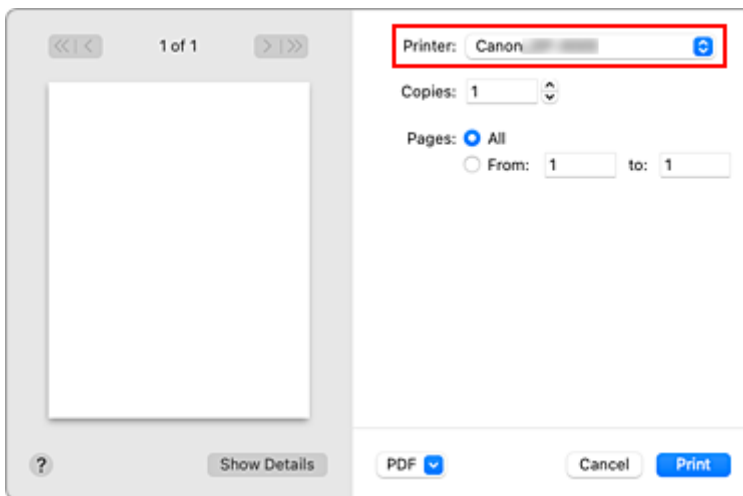 1 of 1
Printer: Canon
Copies: 1
Pages: All
From: 1 to: 1
?
Show Details
PDF
Cancel
Print